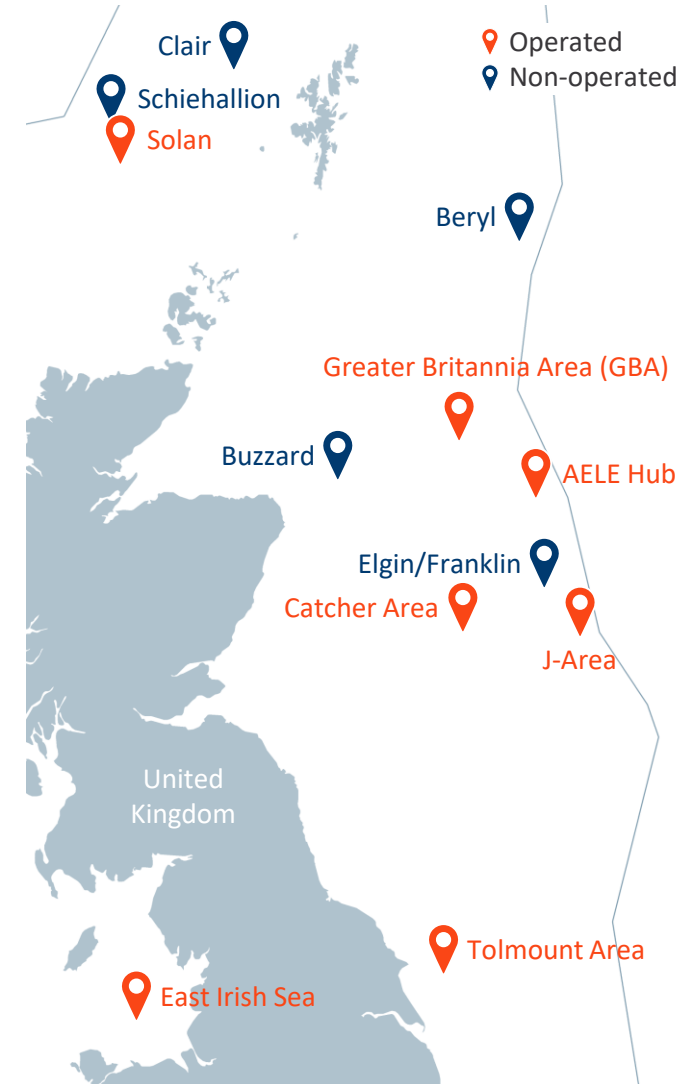 Clair
Operated
Non-operated
Schiehallion
Solan
Beryl
Greater Britannia Area (GBA)
Buzzard
AELE Hub
Elgin/Franklin
Catcher Area
J-Area
United
Kingdom
Tolmount Area
East Irish Sea